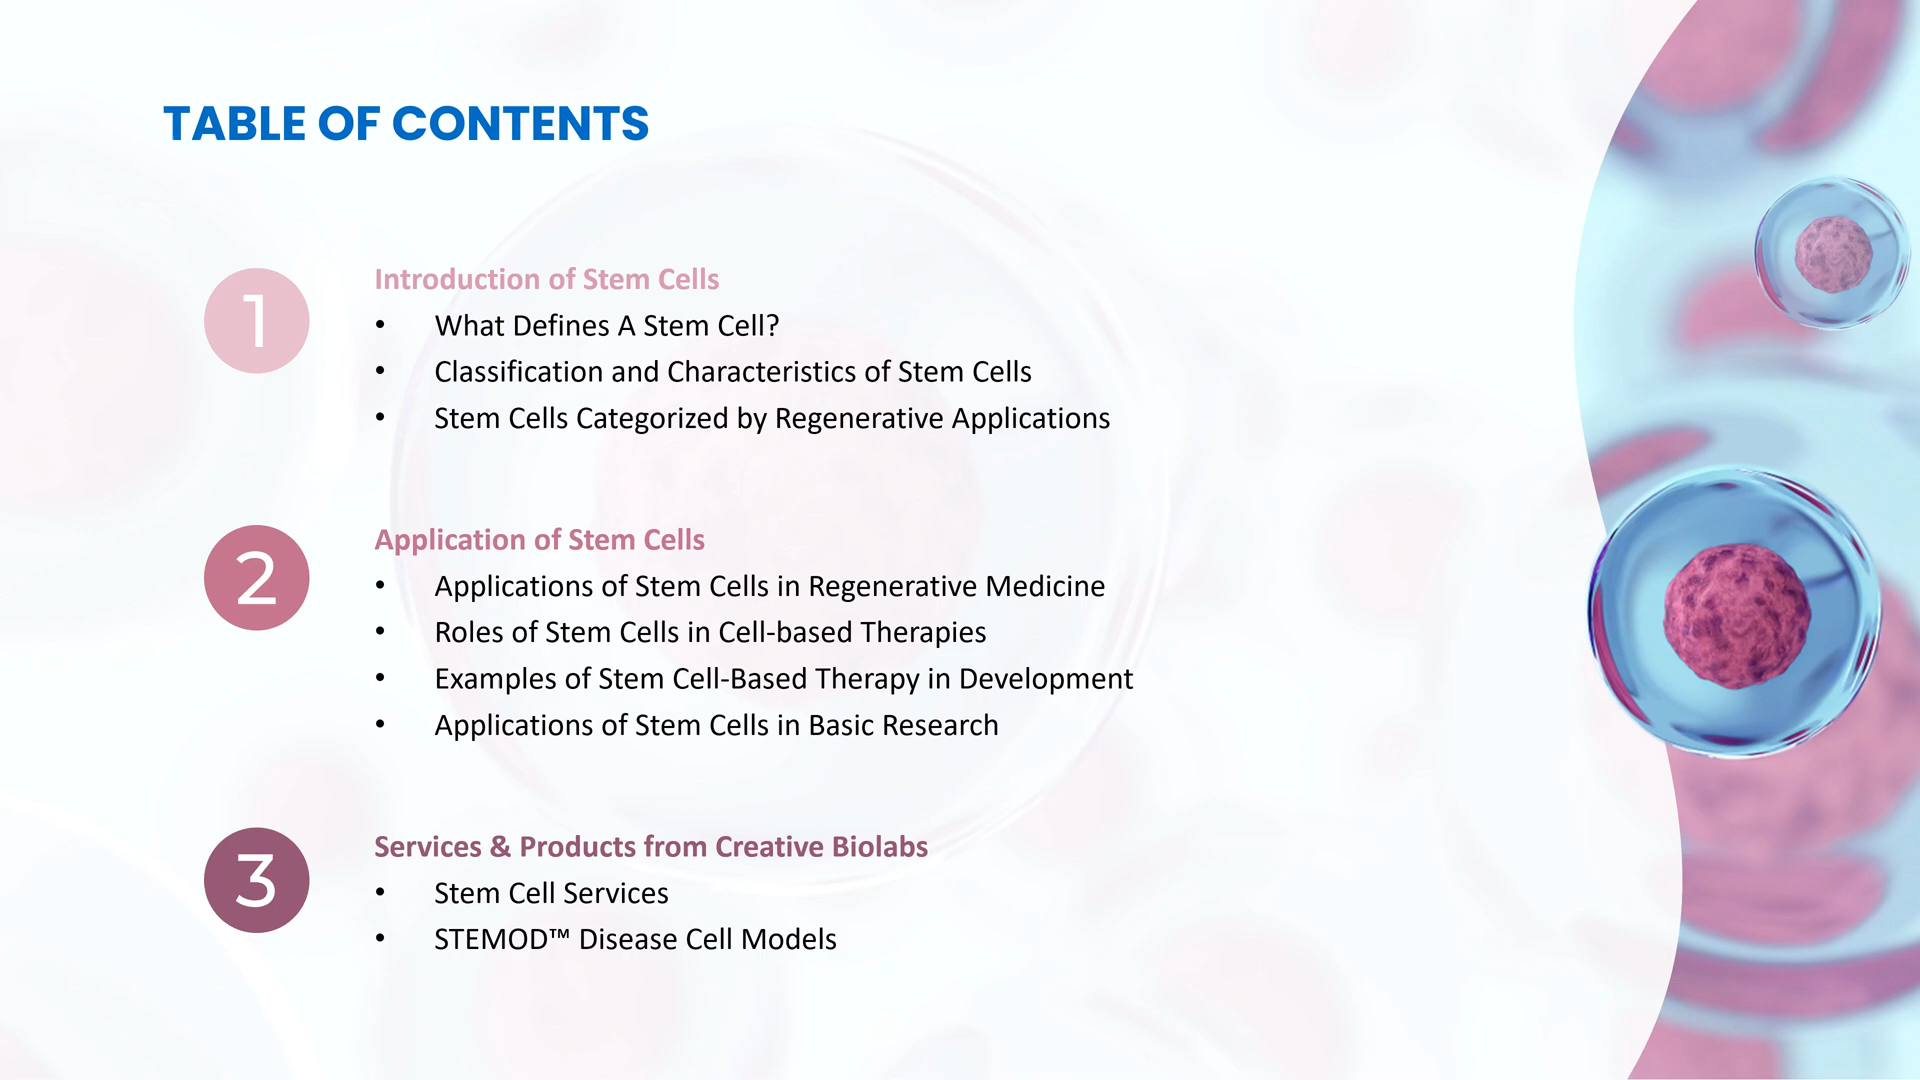 TABLE OF CONTENTS
1
Introduction of Stem Cells
• What Defines A Stem Cell?
• Classification and Characteristics of Stem Cells
• Stem Cells Categorized by Regenerative Applications
2
Application of Stem Cells
• Applications of Stem Cells in Regenerative Medicine
• Roles of Stem Cells in Cell-based Therapies
• Examples of Stem Cell-Based Therapy in Development
• Applications of Stem Cells in Basic Research
3
Services & Products from Creative Biolabs
• Stem Cell Services
• STEMOD™ Disease Cell Models